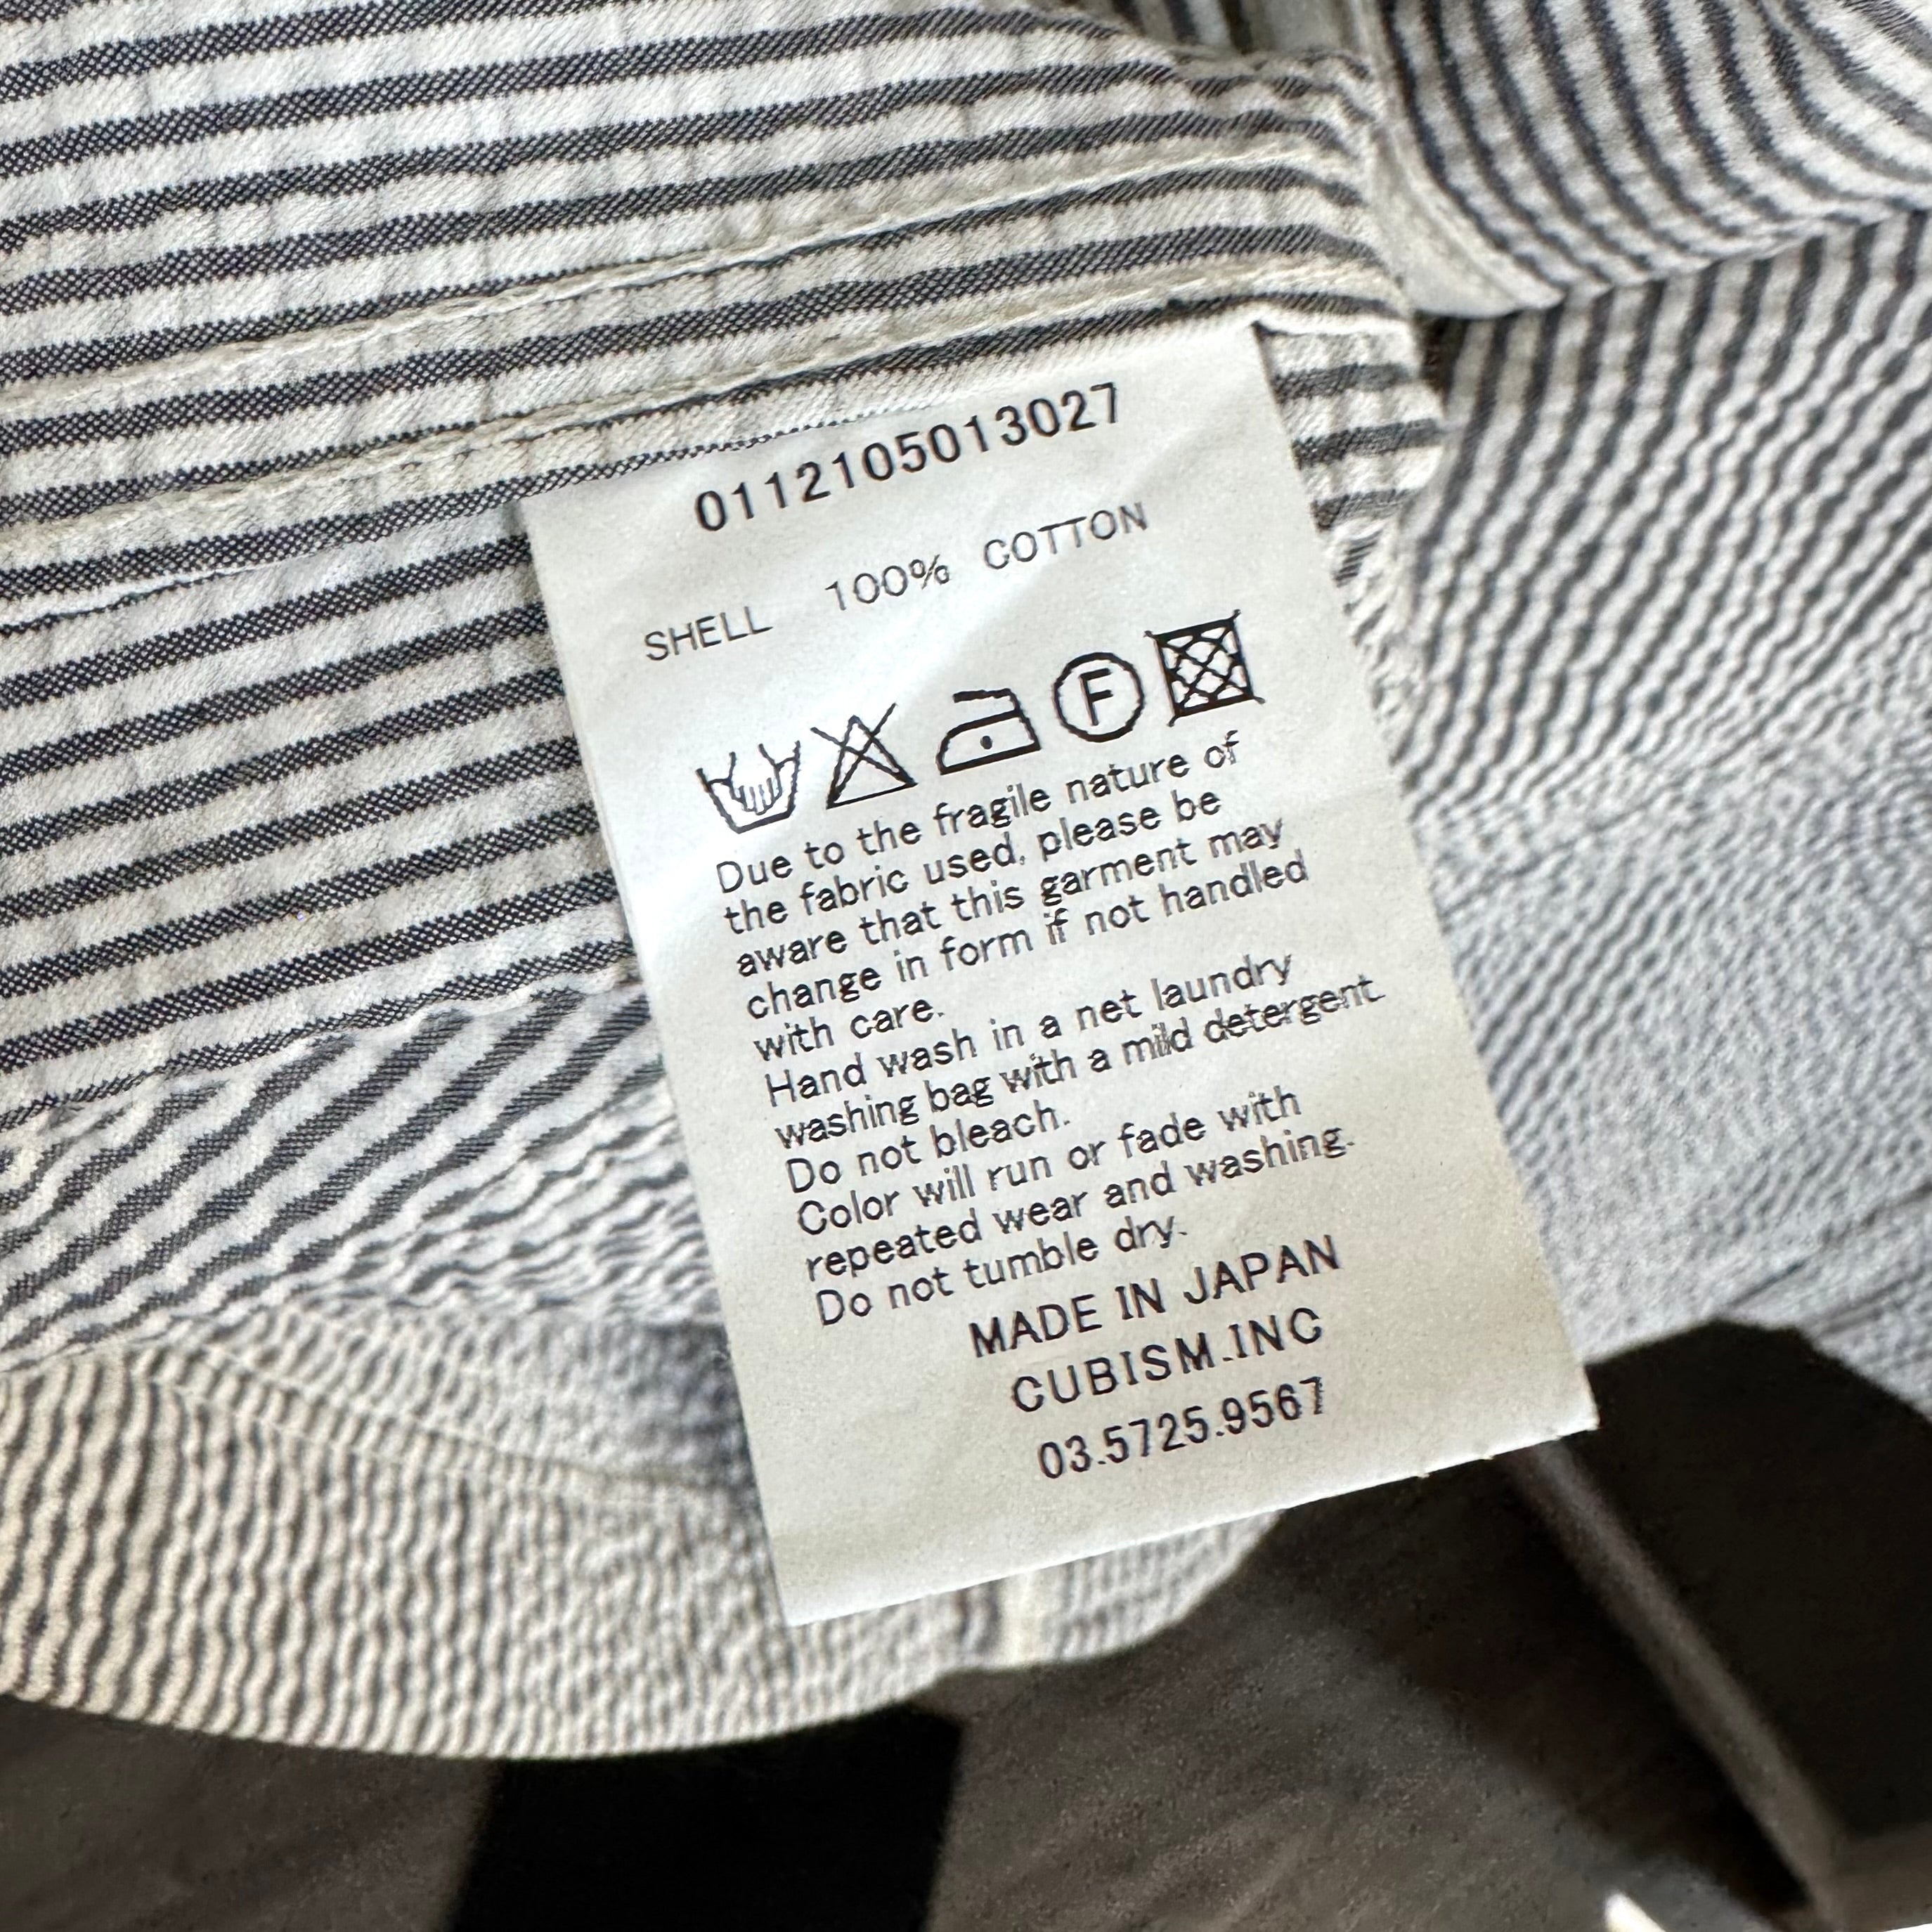 0112105013027
SHELL 100% COTTON
F
Due to the fragile nature of
the fabric used, please be
aware that this garment may
change in form if not handled
with care.
Hand wash in a net laundry
washing bag with a mild detergent.
Do not bleach.
Color will run or fade with
repeated wear and washing.
Do not tumble dry.
MADE IN JAPAN
CUBISM.INC
03.5725.9567